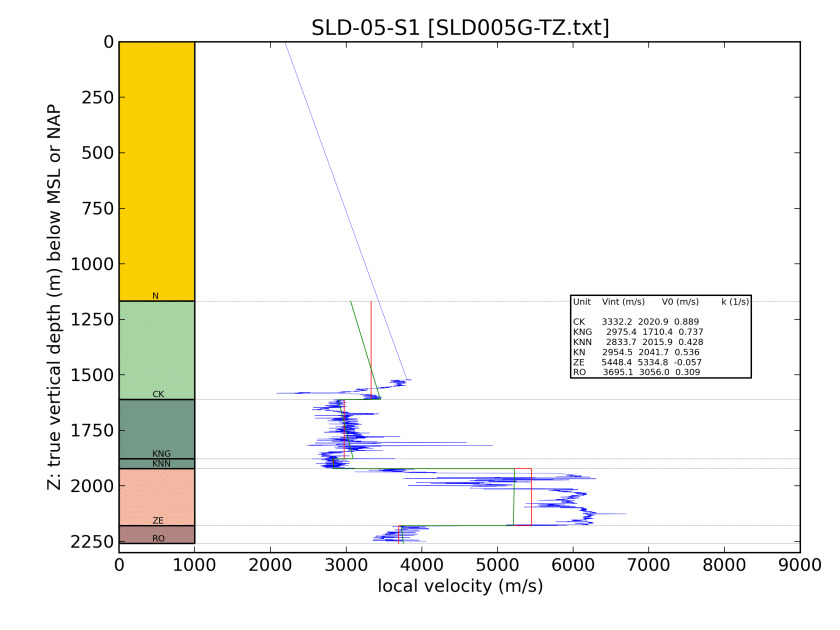 SLD-05-S1 [SLD005G-TZ.txt]
Z: true vertical depth (m) below MSL or NAP
0
250
500
750
1000
1250
1500
1750
2000
2250
N
CK
KNG
KNN
ZE
RO
Unit Vint (m/s) V0 (m/s) k (1/s)
CK 3332.2 2020.9 0.889
KNG 2975.4 1710.4 0.737
KNN 2833.7 2015.9 0.428
KN 2954.5 2041.7 0.536
ZE 5448.4 5334.8 -0.057
RO 3695.1 3056.0 0.309
0 1000 2000 3000 4000 5000 6000 7000 8000 9000
local velocity (m/s)